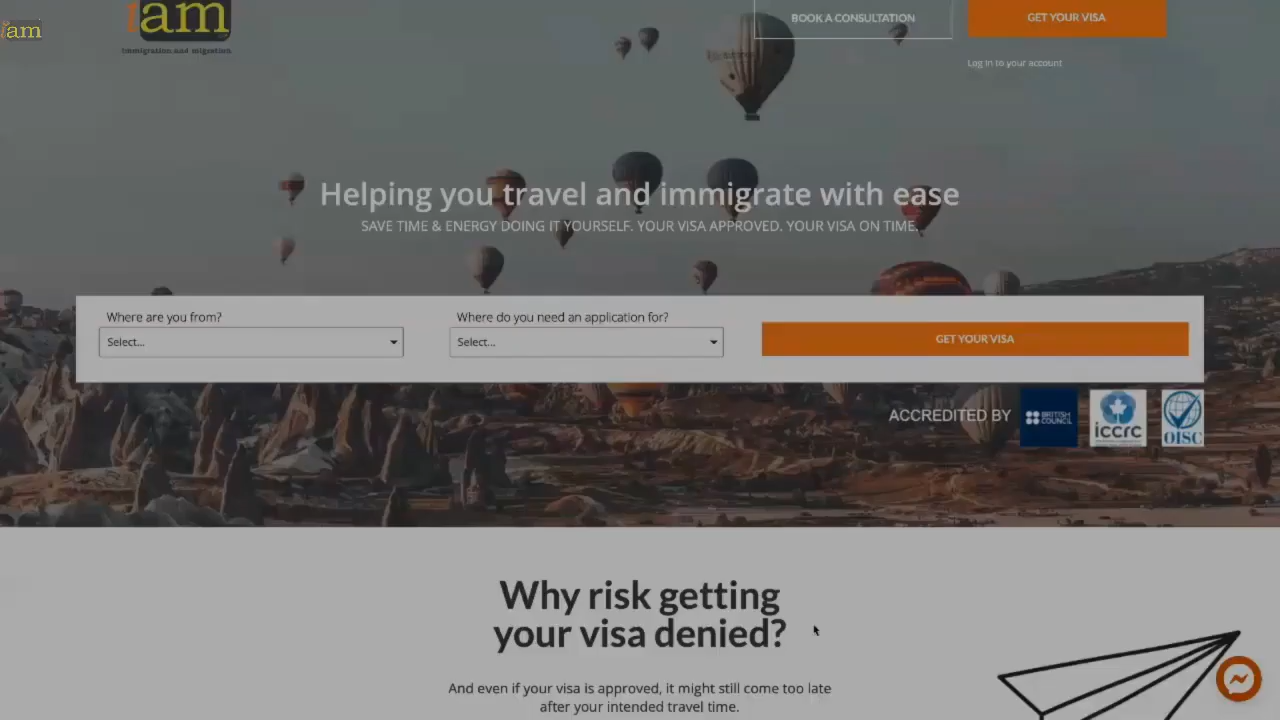 iam
iam
immigration and migration
BOOK A CONSULTATION
GET YOUR VISA
Log in to your account
Helping you travel and immigrate with ease
SAVE TIME & ENERGY DOING IT YOURSELF. YOUR VISA APPROVED. YOUR VISA ON TIME.
Where are you from?
Where do you need an application for?
Select...
Select...
GET YOUR VISA
ACCREDITED BY
BRITISH COUNCIL
iccrc
OISC
Why risk getting
your visa denied?
And even if your visa is approved, it might still come too late
after your intended travel time.